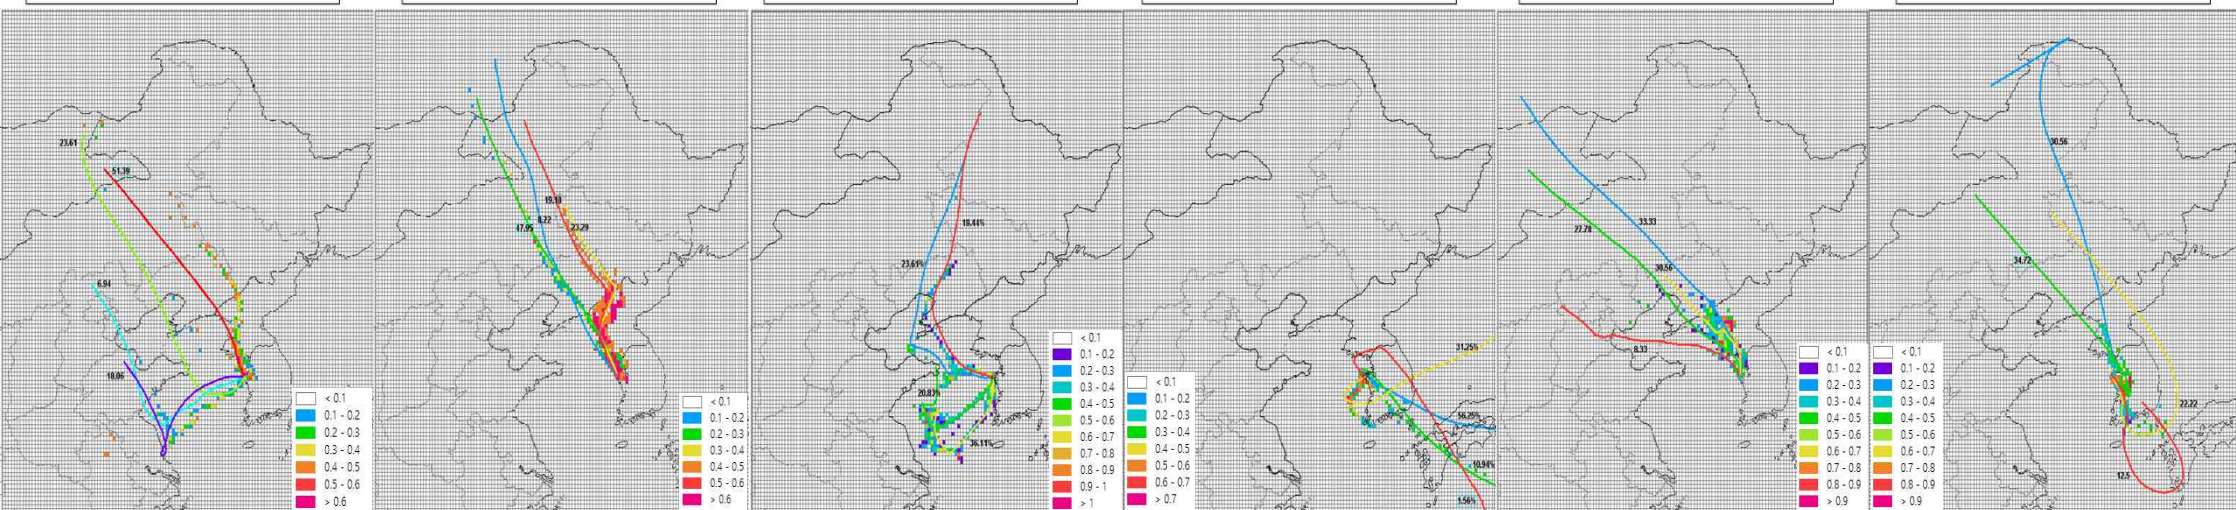 23.61
51.39
6.94
18.06
< 0.1
0.1 - 0.2
0.2 - 0.3
0.3 - 0.4
0.4 - 0.5
0.5 - 0.6
> 0.6
19.18
8.22
47.95
23.29
< 0.1
0.1 - 0.2
0.2 - 0.3
0.3 - 0.4
0.4 - 0.5
0.5 - 0.6
> 0.6
19.44%
23.61%
20.83%
36.11%
< 0.1
0.1 - 0.2
0.2 - 0.3
0.3 - 0.4
0.4 - 0.5
0.5 - 0.6
0.6 - 0.7
0.7 - 0.8
0.8 - 0.9
0.9 - 1
> 1
31.25%
56.25%
10.94%
1.56%
< 0.1
0.1 - 0.2
0.2 - 0.3
0.3 - 0.4
0.4 - 0.5
0.5 - 0.6
0.6 - 0.7
> 0.7
33.33
27.78
30.56
8.33
< 0.1
0.1 - 0.2
0.2 - 0.3
0.3 - 0.4
0.4 - 0.5
0.5 - 0.6
0.6 - 0.7
0.7 - 0.8
0.8 - 0.9
> 0.9
30.56
34.72
22.22
12.5
< 0.1
0.1 - 0.2
0.2 - 0.3
0.3 - 0.4
0.4 - 0.5
0.5 - 0.6
0.6 - 0.7
0.7 - 0.8
0.8 - 0.9
> 0.9